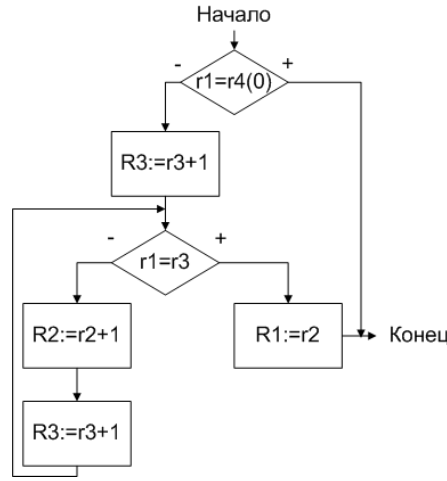 Начало
- r1=r4(0) +
R3:=r3+1
- r1=r3 +
R2:=r2+1 R1:=r2 Конец
R3:=r3+1